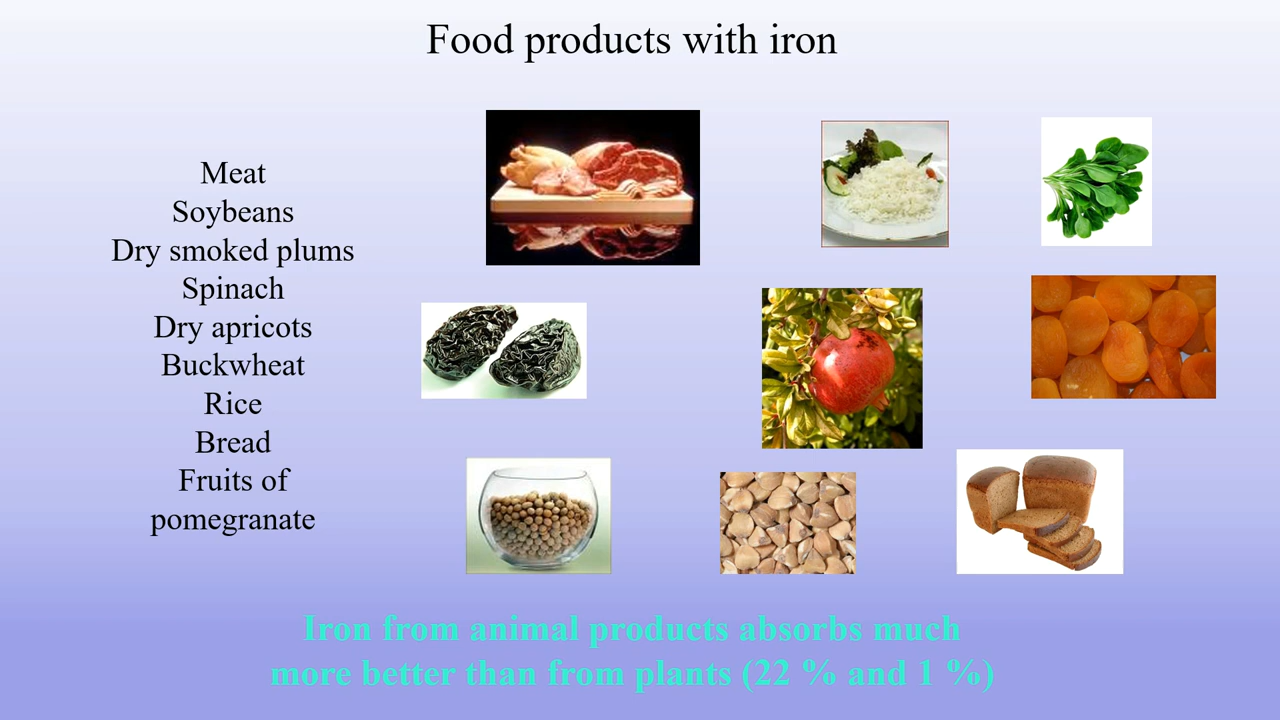 Food products with iron
Meat
Soybeans
Dry smoked plums
Spinach
Dry apricots
Buckwheat
Rice
Bread
Fruits of
pomegranate
Iron from animal products absorbs much
more better than from plants (22 % and 1 %)